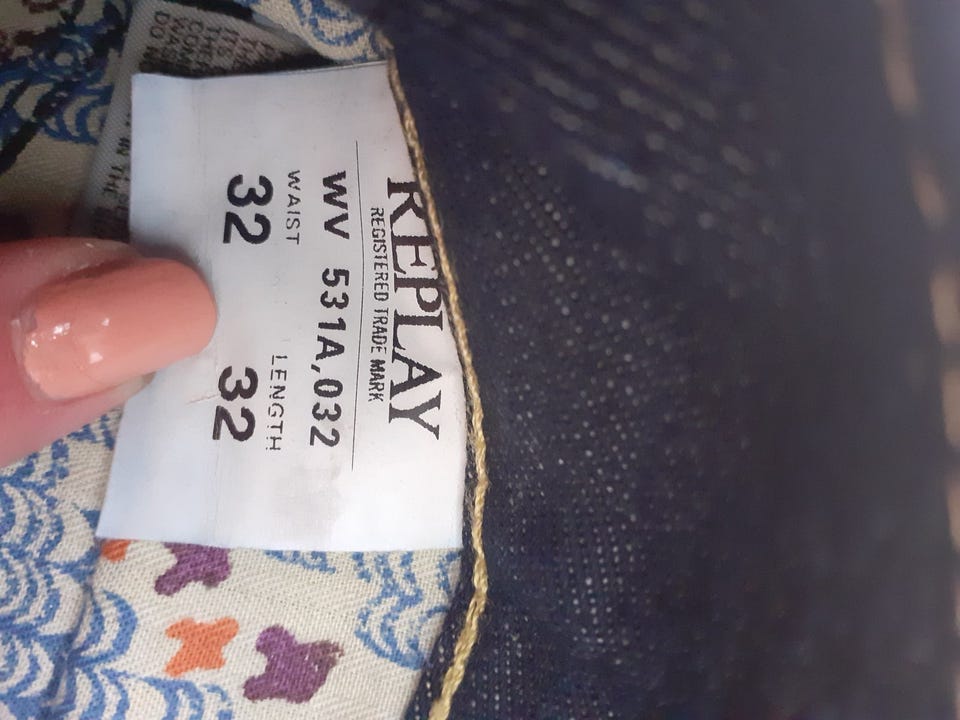 REPLAY
REGISTERED TRADE MARK
WV 531A,032
WAIST LENGTH
32 32